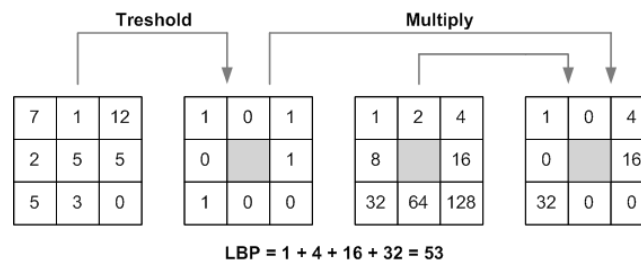 Treshold Multiply
7 1 12 1 0 1 1 2 4 1 0 4
2 5 5 0 1 8 16 0 16
5 3 0 1 0 0 32 64 128 32 0 0
LBP = 1 + 4 + 16 + 32 = 53